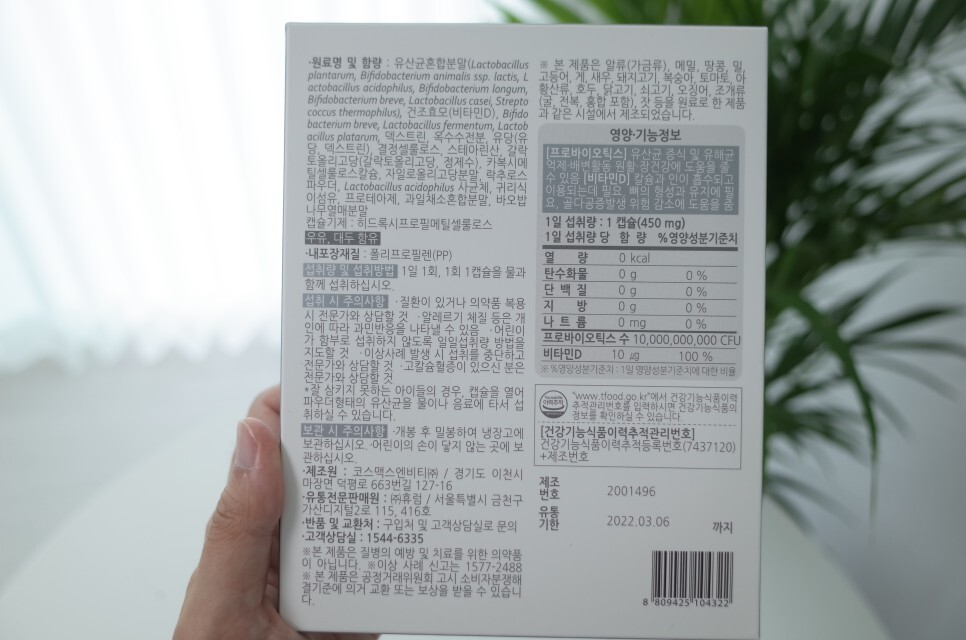 ·원료명 및 함량 : 유산균혼합분말(Lactobacillus
plantarum, Bifidobacterium animalis ssp. lactis, L
actobacillus acidophilus, Bifidobacterium longum,
Bifidobacterium breve, Lactobacillus casei, Strepto
coccus thermophilus), 건조효모(비타민D), Bifido
bacterium breve, Lactobacillus fermentum, Lactob
acillus platarum, 덱스트린, 옥수수전분, 유당(유
당, 덱스트린), 결정셀룰로스, 스테아린산, 갈락
토올리고당(갈락토올리고당, 정제수), 카복시메
틸셀룰로스칼슘, 자일로올리고당분말, 락추로스
파우더, Lactobacillus acidophilus 사균체, 귀리식
이섬유, 프로테아제, 과일채소혼합분말, 바오밥
나무열매분말
캡슐기제 : 히드록시프로필메틸셀룰로스
우유, 대두 함유
·내포장재질 : 폴리프로필렌(PP)
섭취량 및 섭취방법 1일 1회, 1회 1캡슐을 물과
함께 섭취하십시오.
섭취 시 주의사항 ·질환이 있거나 의약품 복용
시 전문가와 상담할 것 ·알레르기 체질 등은 개
인에 따라 과민반응을 나타낼 수 있음 ·어린이
가 함부로 섭취하지 않도록 일일섭취량 방법을
지도할 것 ·이상사례 발생 시 섭취를 중단하고
전문가와 상담할 것 ·고칼슘혈증이 있으신 분은
전문가와 상담할 것
*잘 삼키지 못하는 아이들의 경우, 캡슐을 열어
파우더형태의 유산균을 물이나 음료에 타서 섭
취하실 수 있습니다.
보관 시 주의사항 ·개봉 후 밀봉하여 냉장고에
보관하십시오. ·어린이의 손이 닿지 않는 곳에 보
관하십시오.
·제조원 : 코스맥스엔비티㈜ / 경기도 이천시
마장면 덕평로 663번길 127-16
·유통전문판매원 : ㈜휴럼 / 서울특별시 금천구
가산디지털2로 115, 416호
·반품 및 교환처 : 구입처 및 고객상담실로 문의
·고객상담실 : 1544-6335
※본 제품은 질병의 예방 및 치료를 위한 의약품
이 아닙니다. ※이상 사례 신고는 1577-2488
※ 본 제품은 공정거래위원회 고시 소비자분쟁해
결기준에 의거 교환 또는 보상을 받을 수 있습니
다.
※ 본 제품은 알류(가금류), 메밀, 땅콩, 밀,
고등어, 게, 새우, 돼지고기, 복숭아, 토마토, 아
황산류, 호두, 닭고기, 쇠고기, 오징어, 조개류
(굴, 전복, 홍합 포함), 잣 등을 원료로 한 제품
과 같은 시설에서 제조되었습니다.
영양·기능정보
[프로바이오틱스] 유산균 증식 및 유해균
억제·배변활동 원활·장건강에 도움을 줄
수 있음 [비타민D] 칼슘과 인이 흡수되고
이용되는데 필요, 뼈의 형성과 유지에 필
요, 골다공증발생 위험 감소에 도움을 줌
1일 섭취량 : 1 캡슐(450 mg)
1일 섭취량 당 함 량 %영양성분기준치
열 량 0 kcal
탄수화물 0 g 0 %
단 백 질 0 g 0 %
지 방 0 g 0 %
나 트 륨 0 mg 0 %
프로바이오틱스 수 10,000,000,000 CFU
비타민D 10 ㎍ 100 %
※ %영양성분기준치 : 1일 영양성분기준치에 대한 비율
"www.tfood.go.kr"에서 건강기능식품이력
추적관리번호를 입력하시면 건강기능식품의
정보를 확인하실 수 있습니다
[건강기능식품이력추적관리번호]
건강기능식품이력추적등록번호(7437120)
+제조번호
제조
번호
2001496
유통
기한
2022.03.06
까지
8 809425 104322